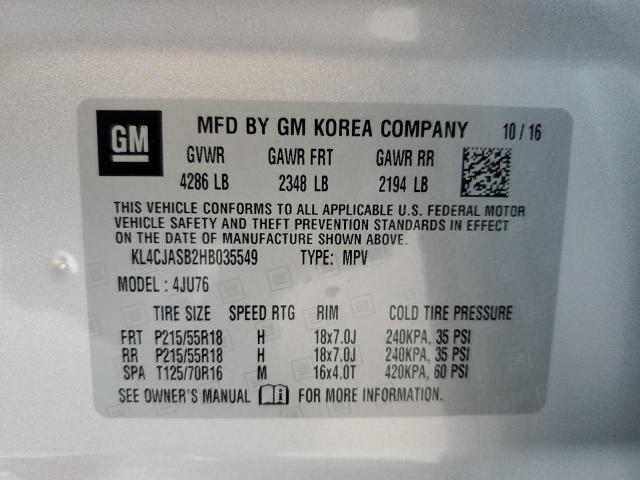 GM MFD BY GM KOREA COMPANY 10/16
GVWR GAWR FRT GAWR RR
4286 LB 2348 LB 2194 LB
THIS VEHICLE CONFORMS TO ALL APPLICABLE U.S. FEDERAL MOTOR
VEHICLE SAFETY AND THEFT PREVENTION STANDARDS IN EFFECT
ON THE DATE OF MANUFACTURE SHOWN ABOVE.
KL4CJASB2HB035549 TYPE: MPV
MODEL: 4JU76
TIRE SIZE SPEED RTG RIM COLD TIRE PRESSURE
FRT P215/55R18 H 18x7.0J 240KPA, 35 PSI
RR P215/55R18 H 18x7.0J 240KPA, 35 PSI
SPA T125/70R16 M 16x4.0T 420KPA, 60 PSI
SEE OWNER'S MANUAL FOR MORE INFORMATION.